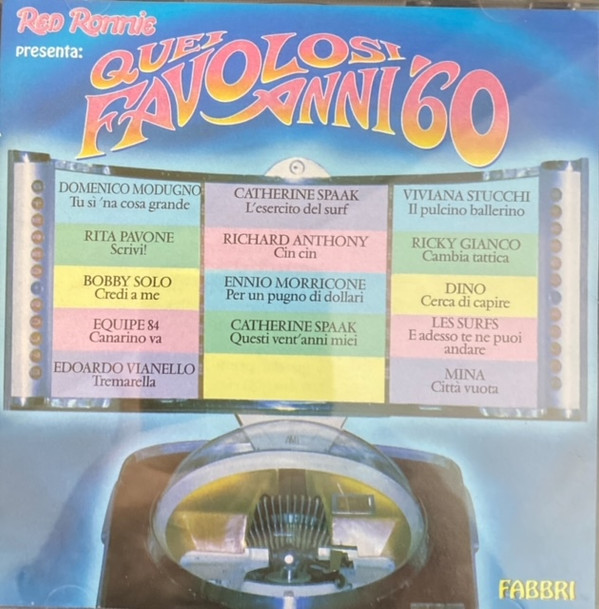 Red Ronnie
presenta:
QUEI
FAVOLOSI
ANNI '60
DOMENICO MODUGNO
Tu sì 'na cosa grande
RITA PAVONE
Scrivi!
BOBBY SOLO
Credi a me
EQUIPE 84
Canarino va
EDOARDO VIANELLO
Tremarella
CATHERINE SPAAK
L'esercito del surf
RICHARD ANTHONY
Cin cin
ENNIO MORRICONE
Per un pugno di dollari
CATHERINE SPAAK
Questi vent'anni miei
VIVIANA STUCCHI
Il pulcino ballerino
RICKY GIANCO
Cambia tattica
DINO
Cerca di capire
LES SURFS
E adesso te ne puoi
andare
MINA
Città vuota
FABBRI